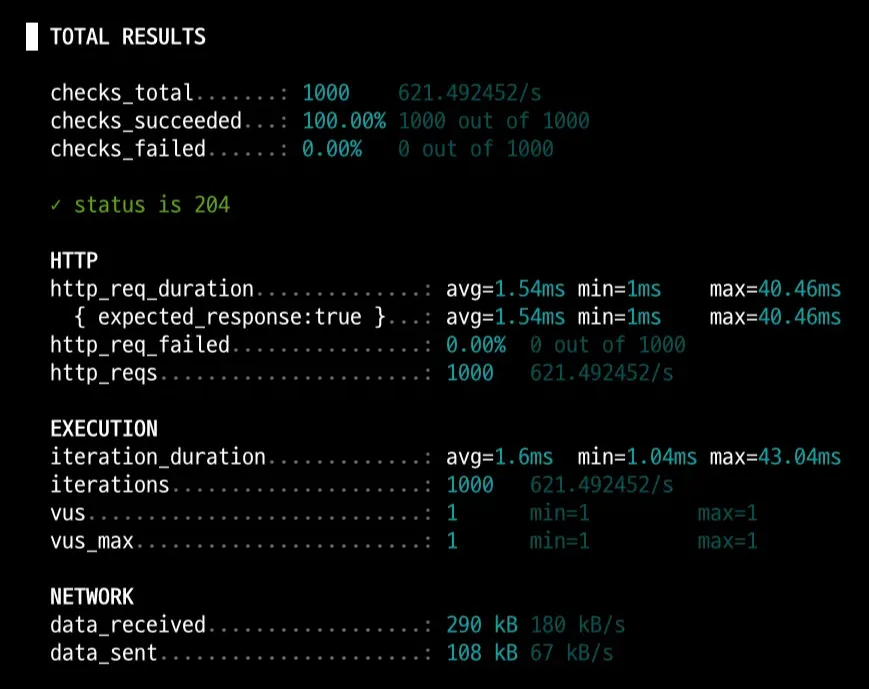 TOTAL RESULTS
checks_total.......: 1000    621.492452/s
checks_succeeded...: 100.00% 1000 out of 1000
checks_failed......: 0.00%   0 out of 1000
✓ status is 204
HTTP
http_req_duration..............: avg=1.54ms min=1ms    max=40.46ms
{ expected_response:true }...: avg=1.54ms min=1ms    max=40.46ms
http_req_failed................: 0.00%  0 out of 1000
http_reqs......................: 1000   621.492452/s
EXECUTION
iteration_duration.............: avg=1.6ms  min=1.04ms max=43.04ms
iterations.....................: 1000   621.492452/s
vus............................: 1      min=1         max=1
vus_max........................: 1      min=1         max=1
NETWORK
data_received..................: 290 kB 180 kB/s
data_sent......................: 108 kB 67 kB/s